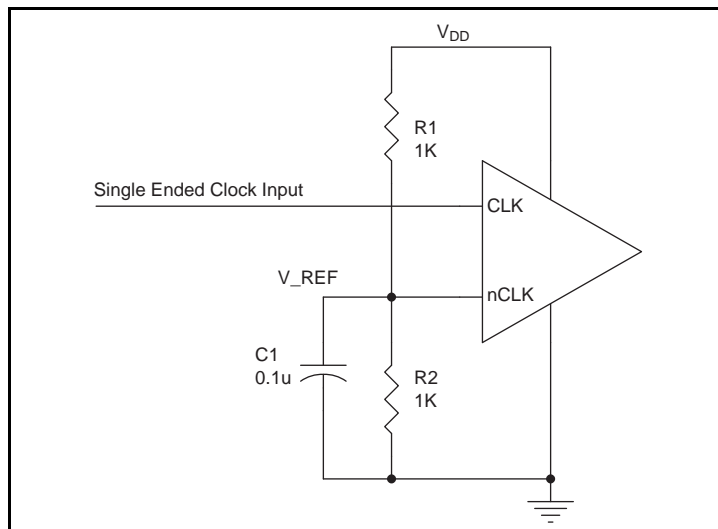 V_DD
R1
1K
Single Ended Clock Input
CLK
V_REF
nCLK
C1
0.1u
R2
1K